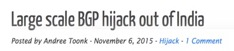 Large scale BGP hijack out of India
Posted by Andree Toonk - November 6, 2015 - Hijack - 1 Comment